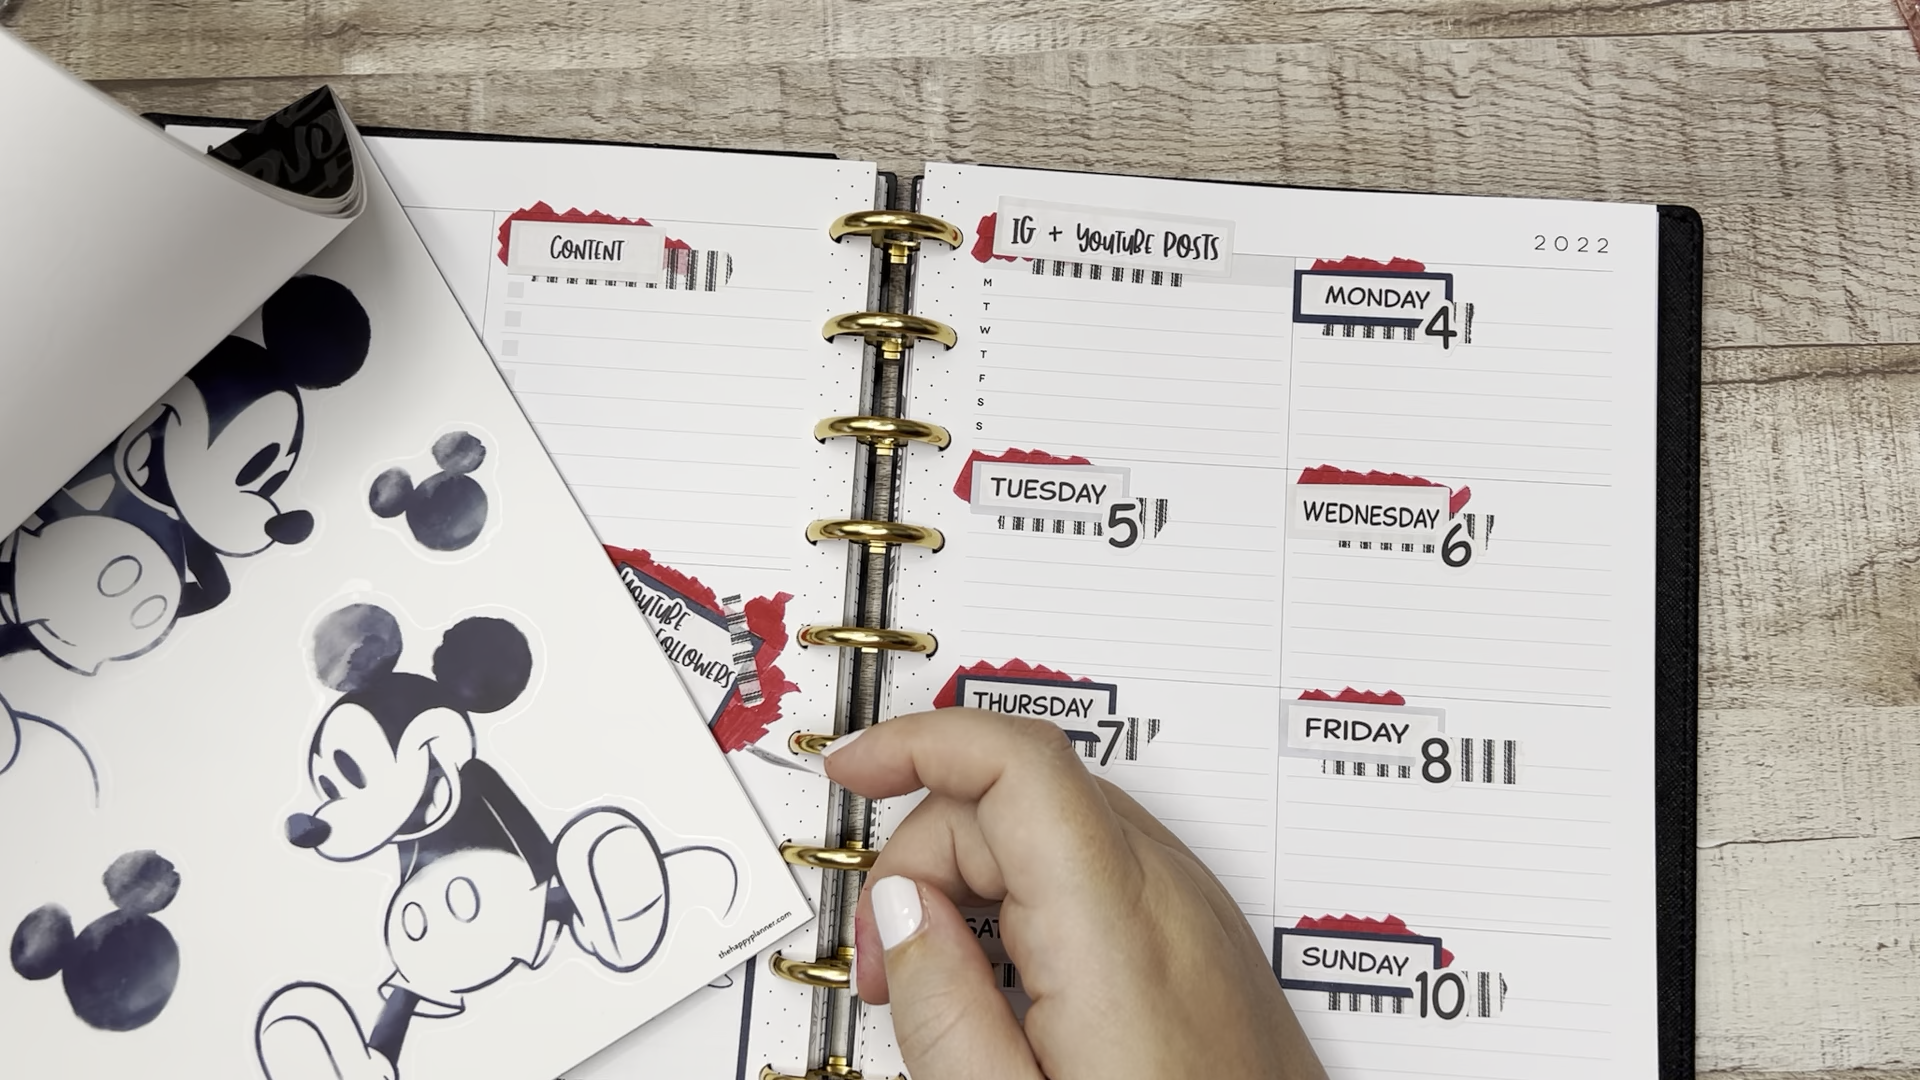 CONTENT
YOUTUBE
FOLLOWERS
thehappyplanner.com
IG + YOUTUBE POSTS
2022
M
T
W
T
F
S
S
MONDAY
4
TUESDAY
5
WEDNESDAY
6
THURSDAY
7
FRIDAY
8
SAT
SUNDAY
10